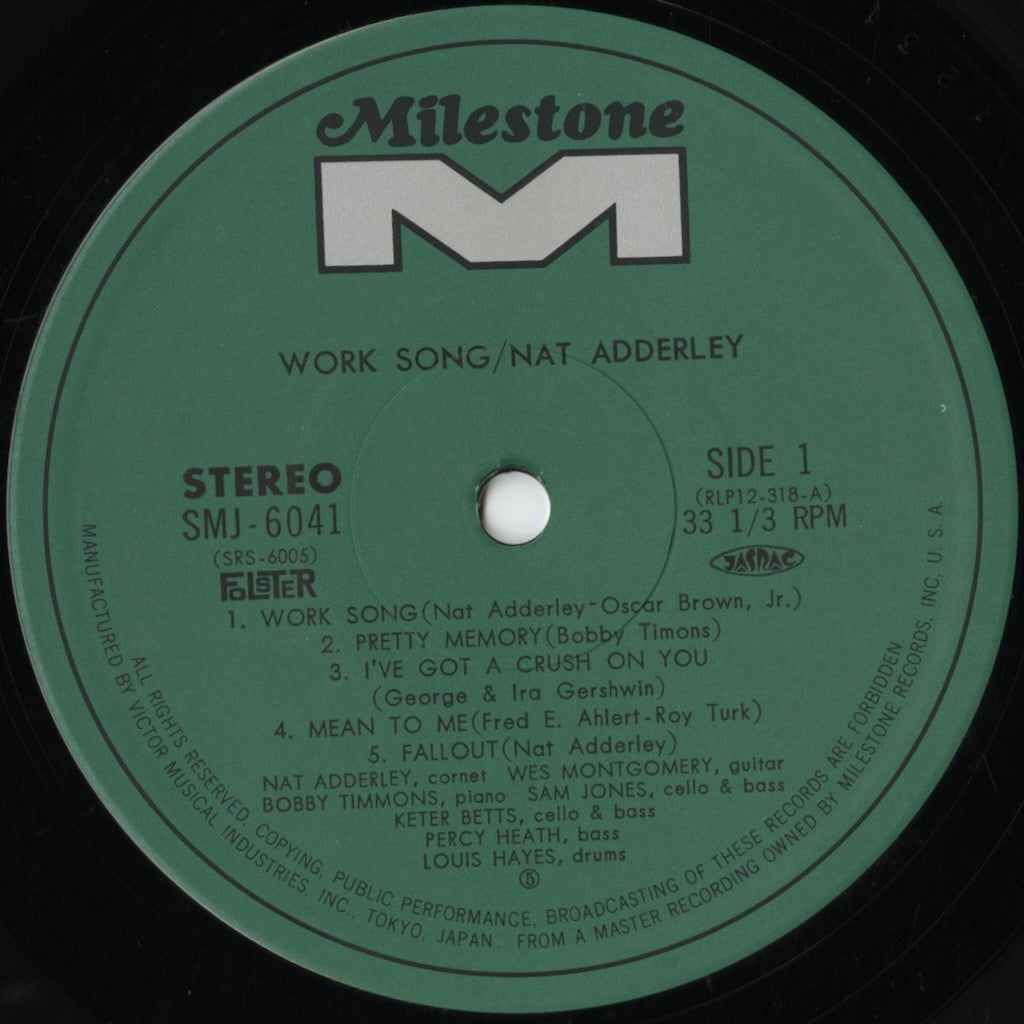 Milestone
M
WORK SONG/NAT ADDERLEY
STEREO
SMJ-6041
(SRS-6005)
FOLSTER
SIDE 1
(RLP12-318-A)
33 1/3 RPM
JASRAC
1. WORK SONG(Nat Adderley-Oscar Brown, Jr.)
2. PRETTY MEMORY(Bobby Timons)
3. I'VE GOT A CRUSH ON YOU
(George & Ira Gershwin)
4. MEAN TO ME(Fred E. Ahlert-Roy Turk)
5. FALLOUT(Nat Adderley)
NAT ADDERLEY, cornet WES MONTGOMERY, guitar
BOBBY TIMMONS, piano SAM JONES, cello & bass
KETER BETTS, cello & bass
PERCY HEATH, bass
LOUIS HAYES, drums
⑤
ALL RIGHTS RESERVED. COPYING, PUBLIC PERFORMANCE, BROADCASTING OF THESE RECORDS ARE FORBIDDEN
MANUFACTURED BY VICTOR MUSICAL INDUSTRIES, INC., TOKYO, JAPAN. FROM A MASTER RECORDING OWNED BY MILESTONE RECORDS, INC, U. S. A.